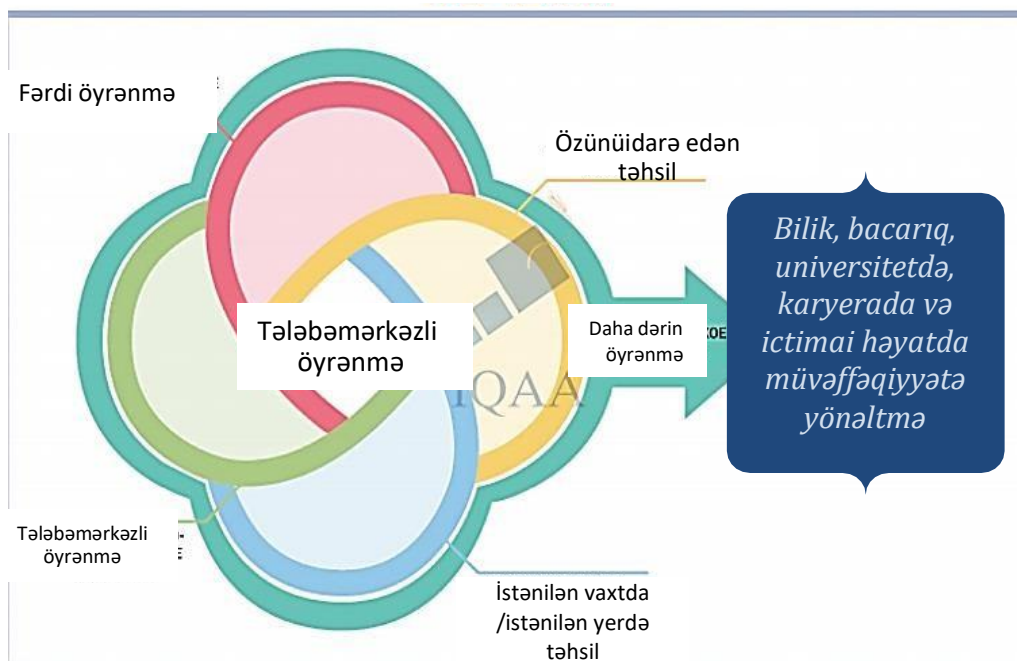 Fərdi öyrənmə
Özünüidarə edən
təhsil
Bilik, bacarıq,
universitetdə,
karyerada və
ictimai həyatda
müvəffəqiyyətə
yönəltmə
Tələbəmərkəzli
öyrənmə
Daha dərin
öyrənmə
IQAA
Tələbəmərkəzli
öyrənmə
İstənilən vaxtda
/istənilən yerdə
təhsil